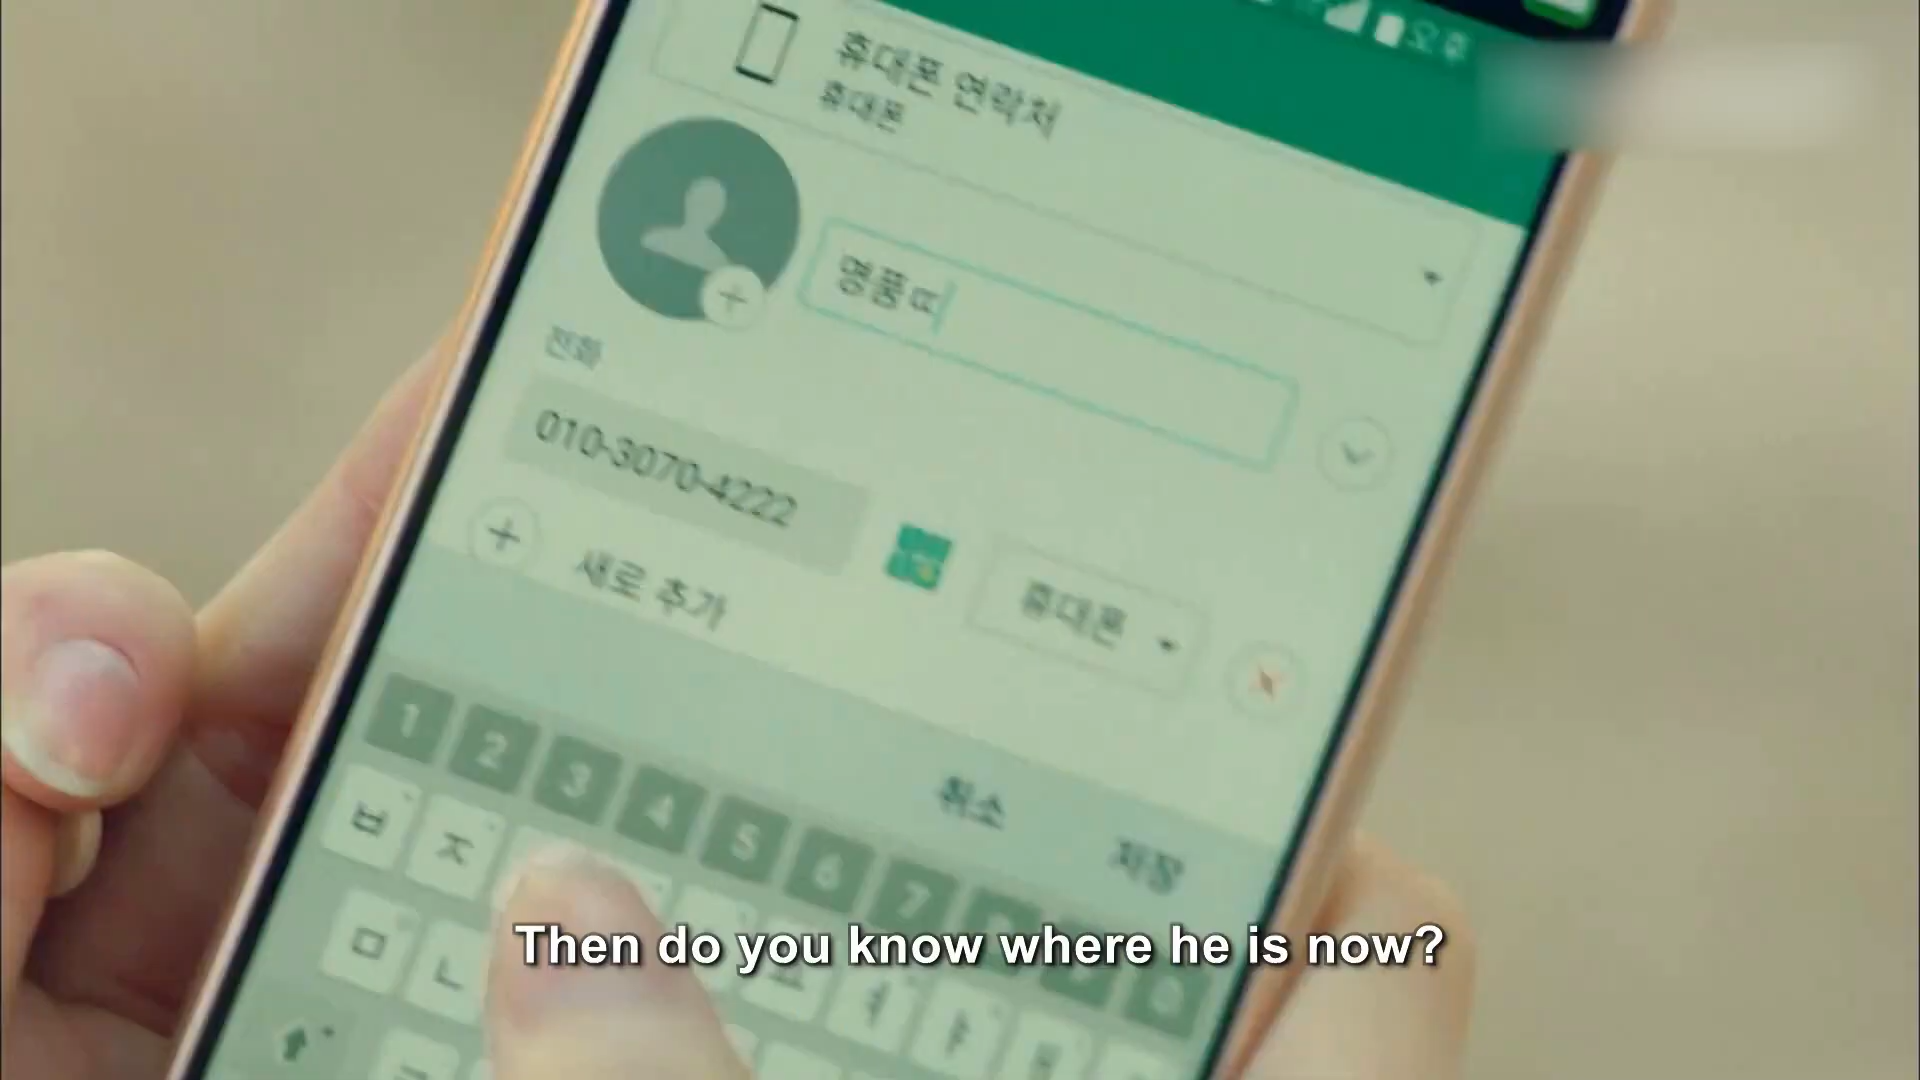 오후
휴대폰 연락처
휴대폰
명품ㄸ
전화
010-3070-4222
휴대폰
새로 추가
취소
저장
1 2 3 4 5 6 7
ㅂ ㅈ
ㅁ ㄴ ㅗ ㅓ ㅏ ㅣ
Then do you know where he is now?